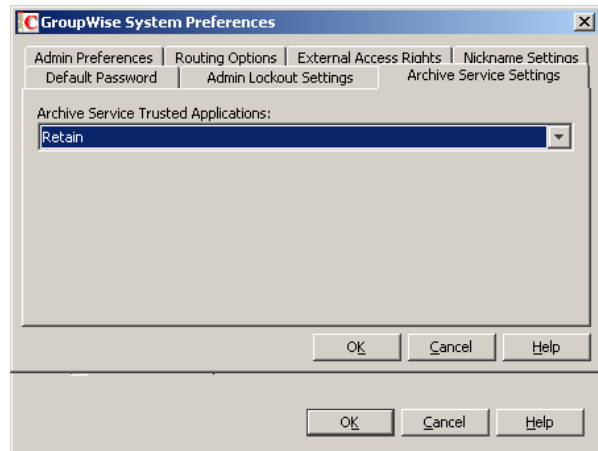 GroupWise System Preferences
Admin Preferences Routing Options External Access Rights Nickname Settings
Default Password Admin Lockout Settings Archive Service Settings
Archive Service Trusted Applications:
Retain
OK Cancel Help
OK Cancel Help